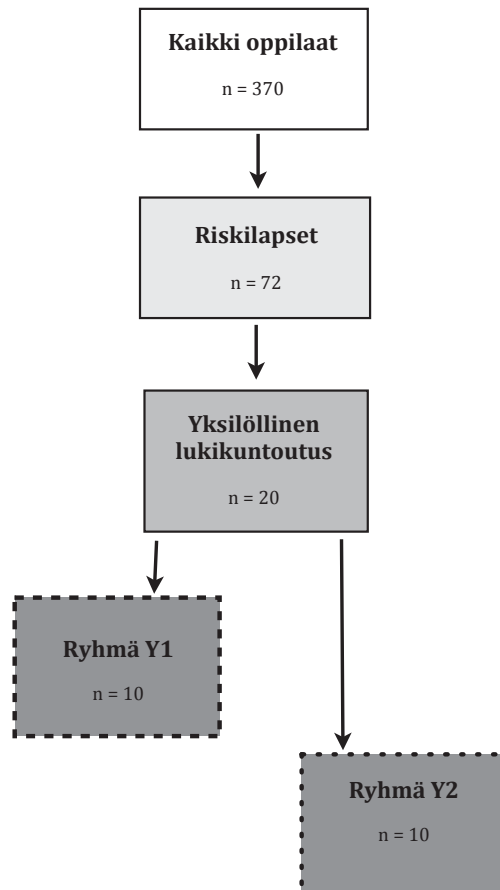 Kaikki oppilaat
n = 370
Riskilapset
n = 72
Yksilöllinen
lukikuntoutus
n = 20
Ryhmä Y1
n = 10
Ryhmä Y2
n = 10